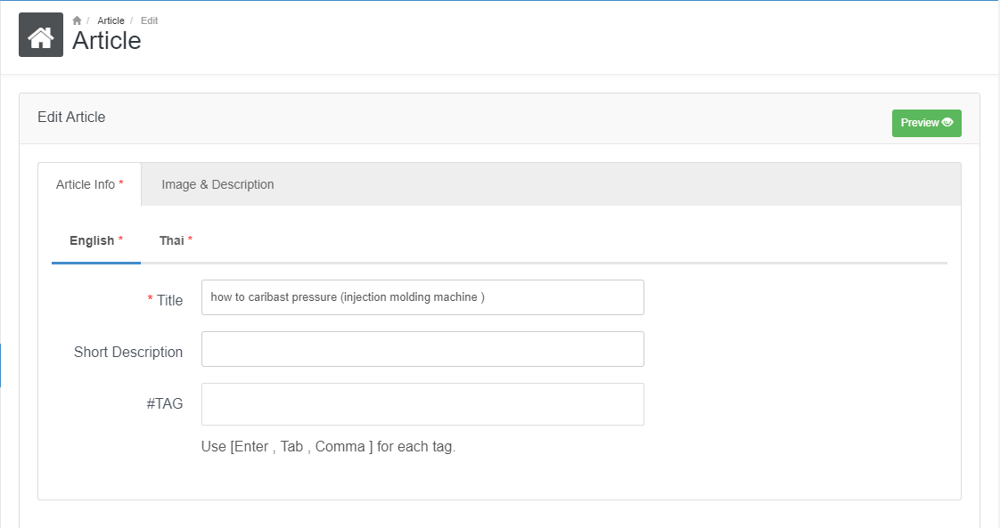 / Article / Edit
Article
Edit Article
Preview
Article Info *
Image & Description
English *
Thai *
* Title
how to caribast pressure (injection molding machine )
Short Description
#TAG
Use [Enter , Tab , Comma ] for each tag.